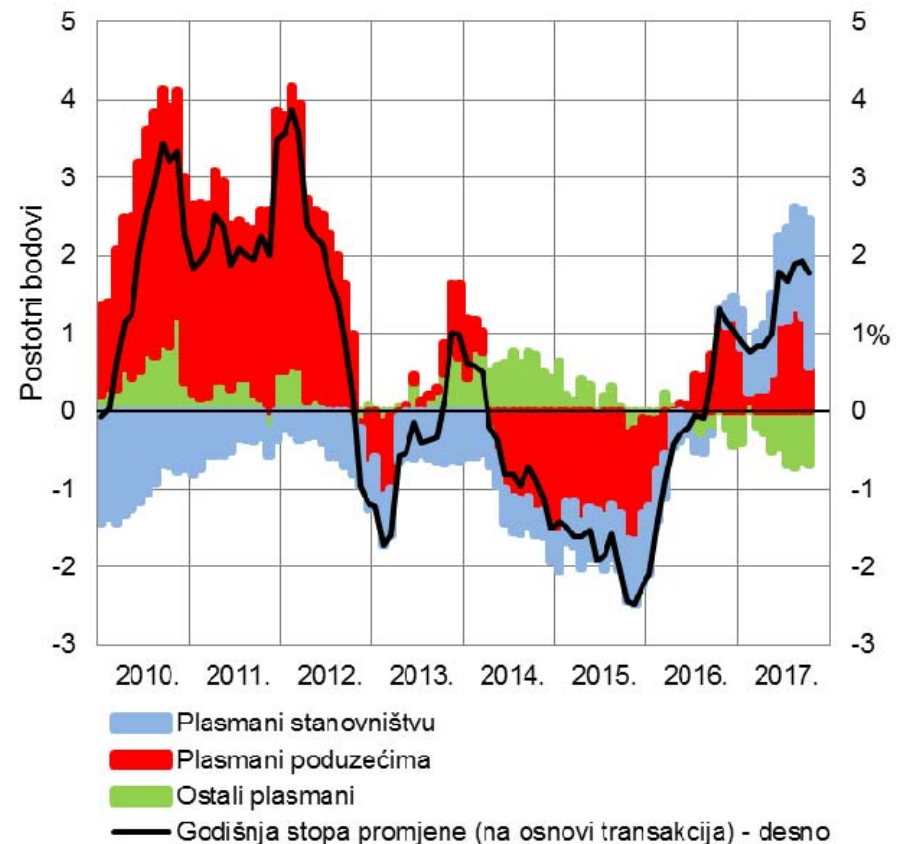 5 5
4 4
3 3
2 2
1 1%
0 0
-1 -1
-2 -2
-3 -3
Postotni bodovi
2010. 2011. 2012. 2013. 2014. 2015. 2016. 2017.
Plasmani stanovništvu
Plasmani poduzećima
Ostali plasmani
Godišnja stopa promjene (na osnovi transakcija) - desno